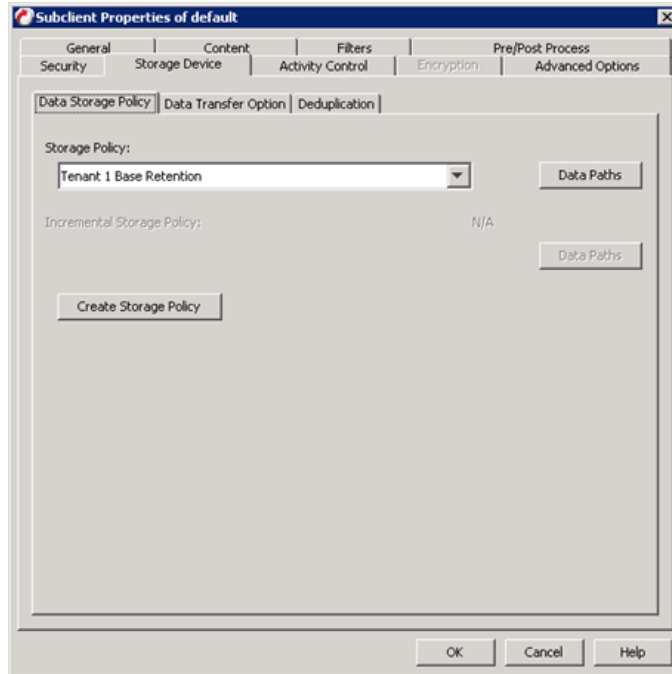 Subclient Properties of default
General Content Filters Pre/Post Process
Security Storage Device Activity Control Encryption Advanced Options
Data Storage Policy Data Transfer Option Deduplication
Storage Policy:
Tenant 1 Base Retention Data Paths
Incremental Storage Policy: N/A
Data Paths
Create Storage Policy
OK Cancel Help